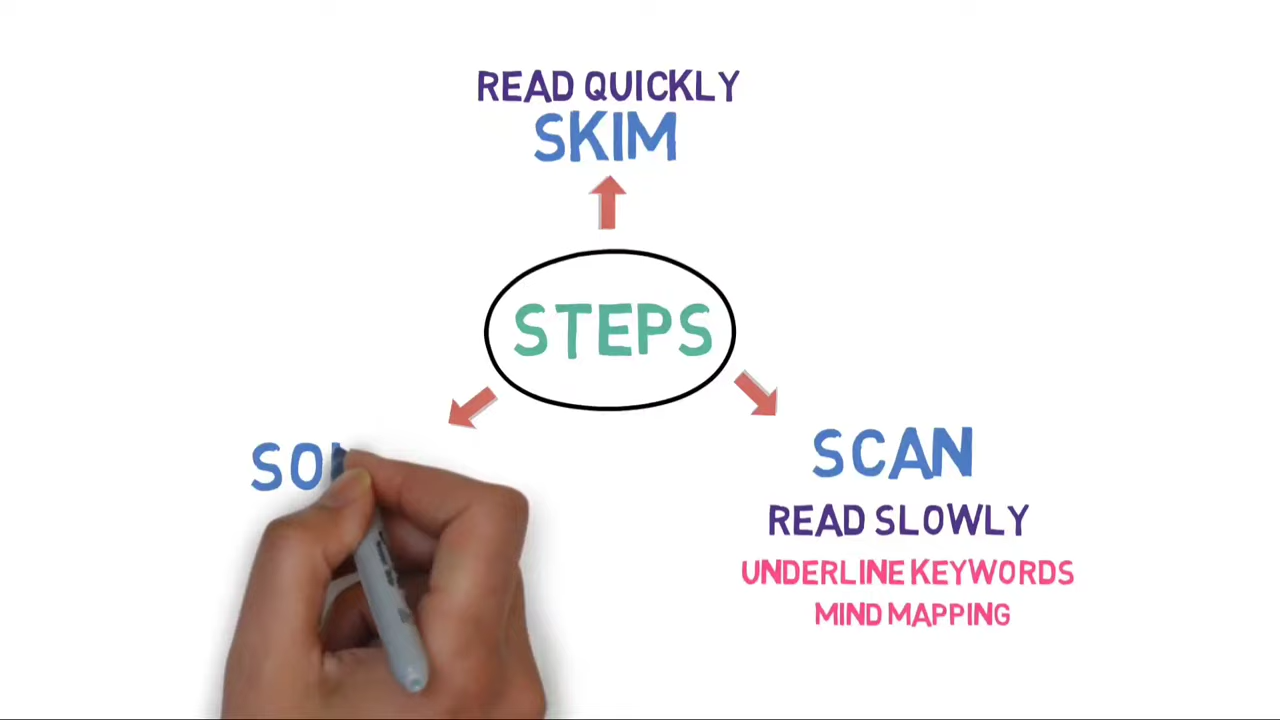 READ QUICKLY
SKIM
STEPS
SCAN
READ SLOWLY
UNDERLINE KEYWORDS
MIND MAPPING